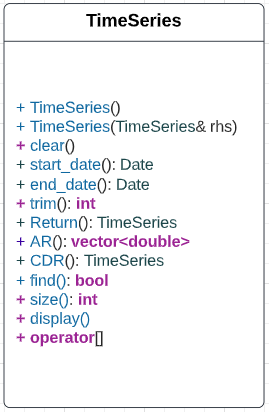 TimeSeries
+ TimeSeries()
+ TimeSeries(TimeSeries& rhs)
+ clear()
+ start_date(): Date
+ end_date(): Date
+ trim(): int
+ Return(): TimeSeries
+ AR(): vector<double>
+ CDR(): TimeSeries
+ find(): bool
+ size(): int
+ display()
+ operator[]